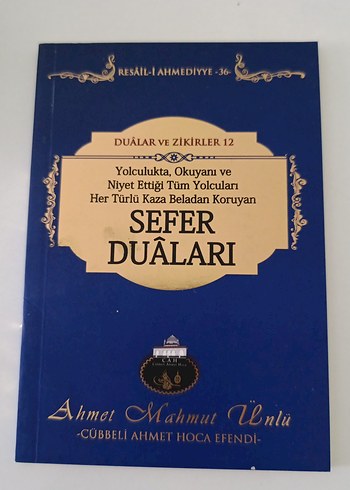 RESÂİL-İ AHMEDİYYE -36-
DUÂLAR VE ZİKİRLER 12
Yolculukta, Okuyanı ve
Niyet Ettiği Tüm Yolcuları
Her Türlü Kaza Beladan Koruyan
SEFER
DUÂLARI
Ahmet Mahmut Ünlü
-CÜBBELİ AHMET HOCA EFENDİ-